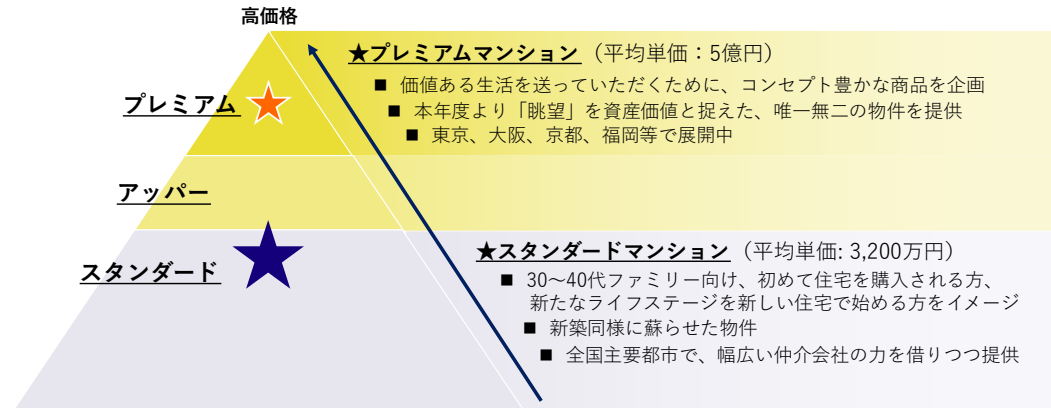 高価格
★プレミアムマンション（平均単価：5億円）
■ 価値ある生活を送っていただくために、コンセプト豊かな商品を企画
■ 本年度より「眺望」を資産価値と捉えた、唯一無二の物件を提供
■ 東京、大阪、京都、福岡等で展開中
プレミアム
アッパー
スタンダード
★スタンダードマンション（平均単価: 3,200万円）
■ 30～40代ファミリー向け、初めて住宅を購入される方、
新たなライフステージを新しい住宅で始める方をイメージ
■ 新築同様に蘇らせた物件
■ 全国主要都市で、幅広い仲介会社の力を借りつつ提供